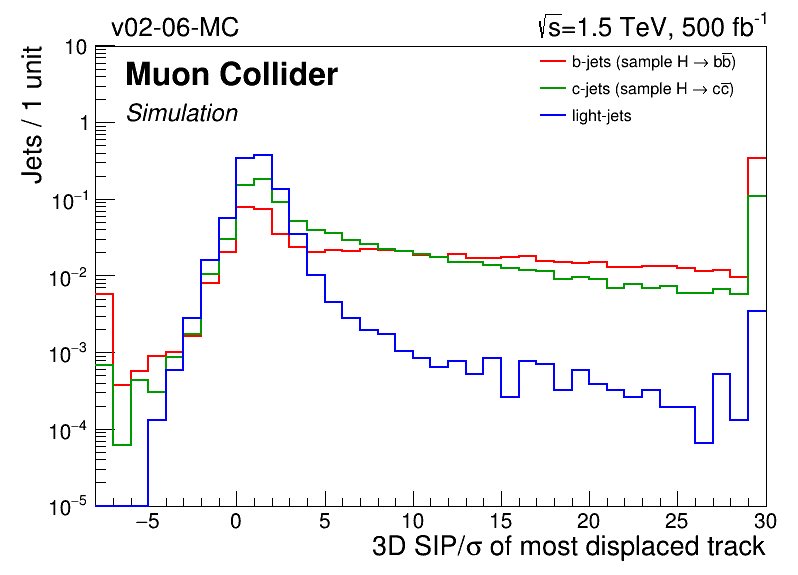 v02-06-MC
√s=1.5 TeV, 500 fb⁻¹
Muon Collider
Simulation
b-jets (sample H → bb̅)
c-jets (sample H → cc̅)
light-jets
Jets / 1 unit
10
1
10⁻¹
10⁻²
10⁻³
10⁻⁴
10⁻⁵
−5 0 5 10 15 20 25 30
3D SIP/σ of most displaced track